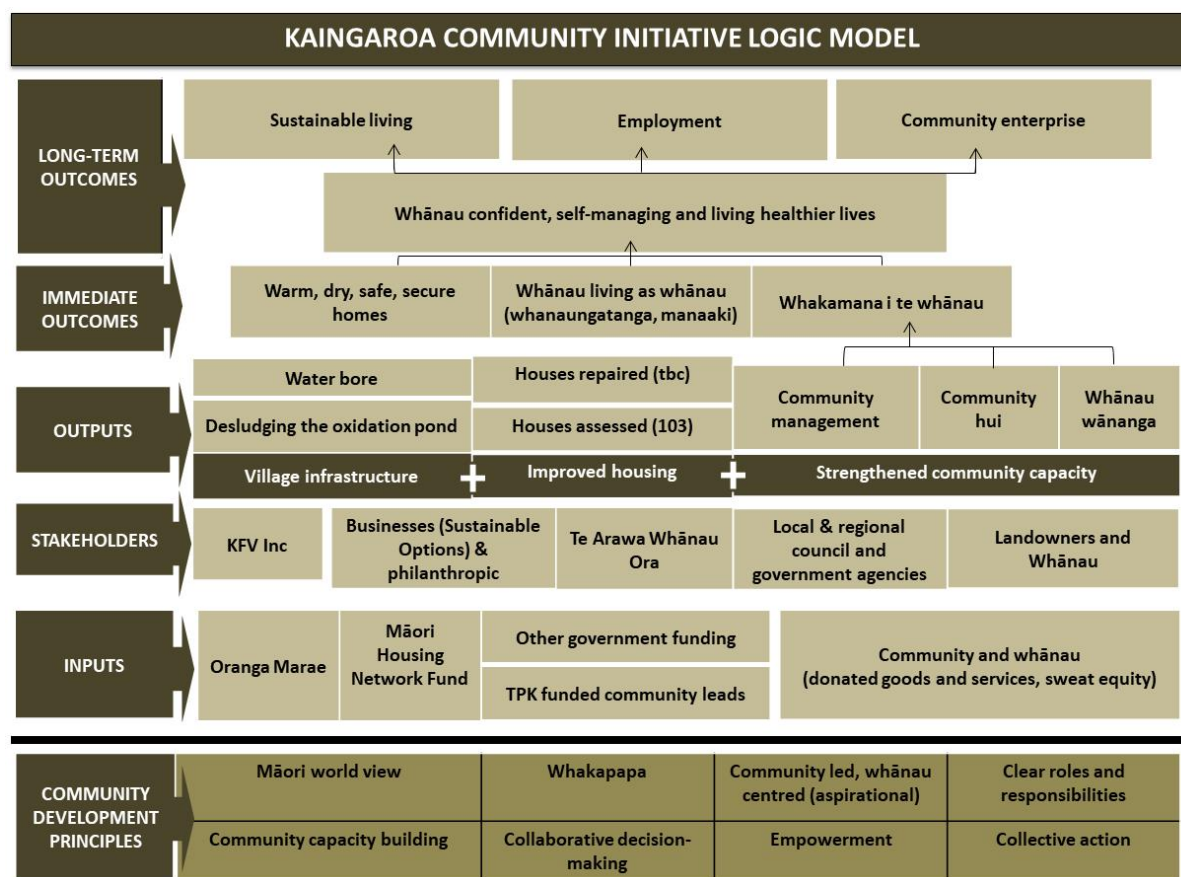 KAINGAROA COMMUNITY INITIATIVE LOGIC MODEL
LONG-TERM
OUTCOMES
Sustainable living
Employment
Community enterprise
Whānau confident, self-managing and living healthier lives
IMMEDIATE
OUTCOMES
Warm, dry, safe, secure
homes
Whānau living as whānau
(whanaungatanga, manaaki)
Whakamana i te whānau
OUTPUTS
Water bore
Desludging the oxidation pond
Houses repaired (tbc)
Houses assessed (103)
Community
management
Community
hui
Whānau
wānanga
Village infrastructure
+
Improved housing
+
Strengthened community capacity
STAKEHOLDERS
KFV Inc
Businesses (Sustainable
Options) &
philanthropic
Te Arawa Whānau
Ora
Local & regional
council and
government agencies
Landowners and
Whānau
INPUTS
Oranga Marae
Māori
Housing
Network Fund
Other government funding
TPK funded community leads
Community and whānau
(donated goods and services, sweat equity)
COMMUNITY
DEVELOPMENT
PRINCIPLES
Māori world view
Whakapapa
Community led, whānau
centred (aspirational)
Clear roles and
responsibilities
Community capacity building
Collaborative decision-
making
Empowerment
Collective action